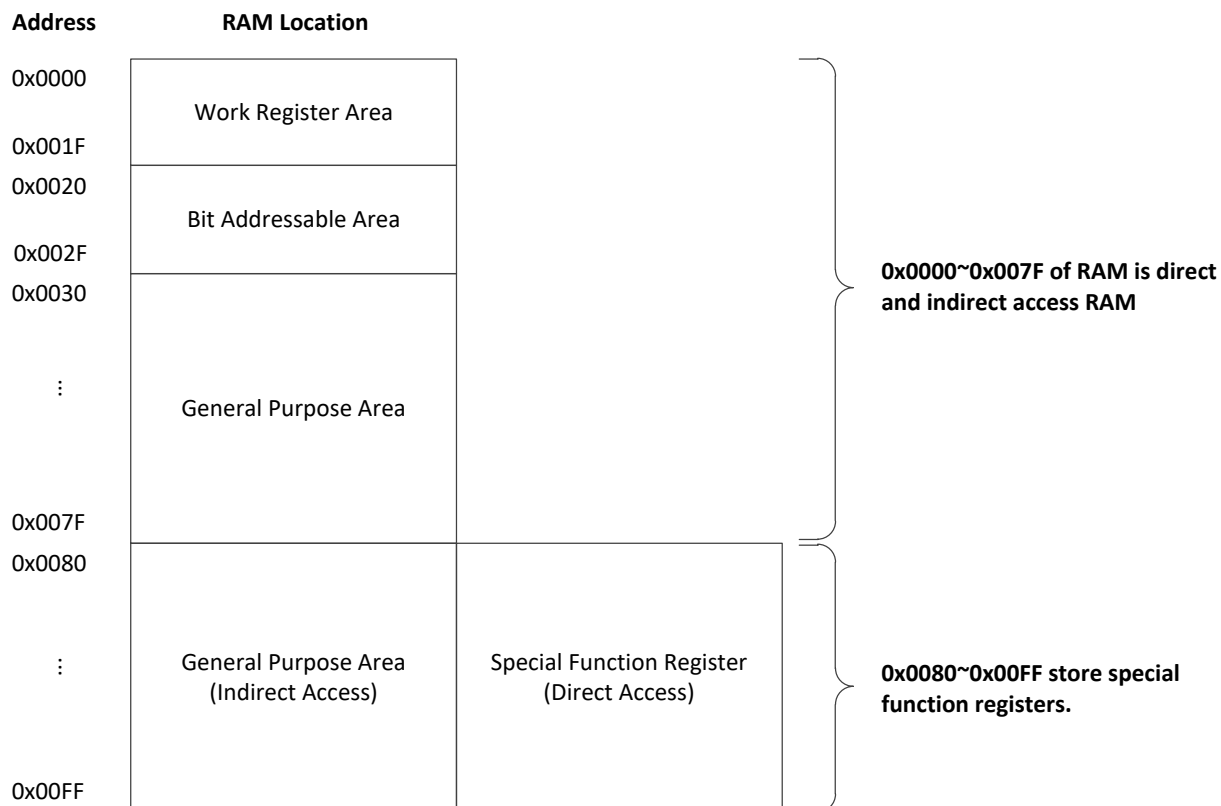 Address RAM Location
0x0000
Work Register Area
0x001F
0x0020
Bit Addressable Area
0x002F
0x0030
0x0000~0x007F of RAM is direct
and indirect access RAM
...
General Purpose Area
0x007F
0x0080
...
General Purpose Area
(Indirect Access)
Special Function Register
(Direct Access)
0x0080~0x00FF store special
function registers.
0x00FF